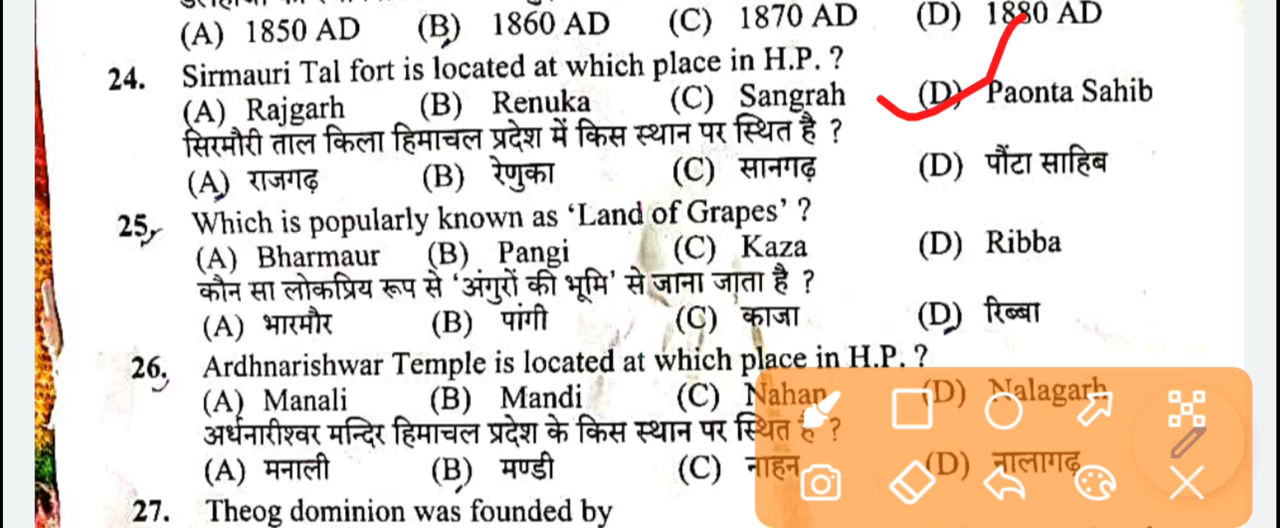 (A) 1850 AD (B) 1860 AD (C) 1870 AD (D) 1880 AD
24. Sirmauri Tal fort is located at which place in H.P. ?
(A) Rajgarh (B) Renuka (C) Sangrah (D) Paonta Sahib
सिरमौरी ताल किला हिमाचल प्रदेश में किस स्थान पर स्थित है ?
(A) राजगढ़ (B) रेणुका (C) सानगढ़ (D) पौंटा साहिब
25. Which is popularly known as ‘Land of Grapes’ ?
(A) Bharmaur (B) Pangi (C) Kaza (D) Ribba
कौन सा लोकप्रिय रूप से ‘अंगुरों की भूमि’ से जाना जाता है ?
(A) भारमौर (B) पांगी (C) काजा (D) रिब्बा
26. Ardhnarishwar Temple is located at which place in H.P. ?
(A) Manali (B) Mandi (C) Nahan (D) Nalagarh
अर्धनारीश्वर मन्दिर हिमाचल प्रदेश के किस स्थान पर स्थित है ?
(A) मनाली (B) मण्डी (C) नाहन (D) नालागढ़
27. Theog dominion was founded by